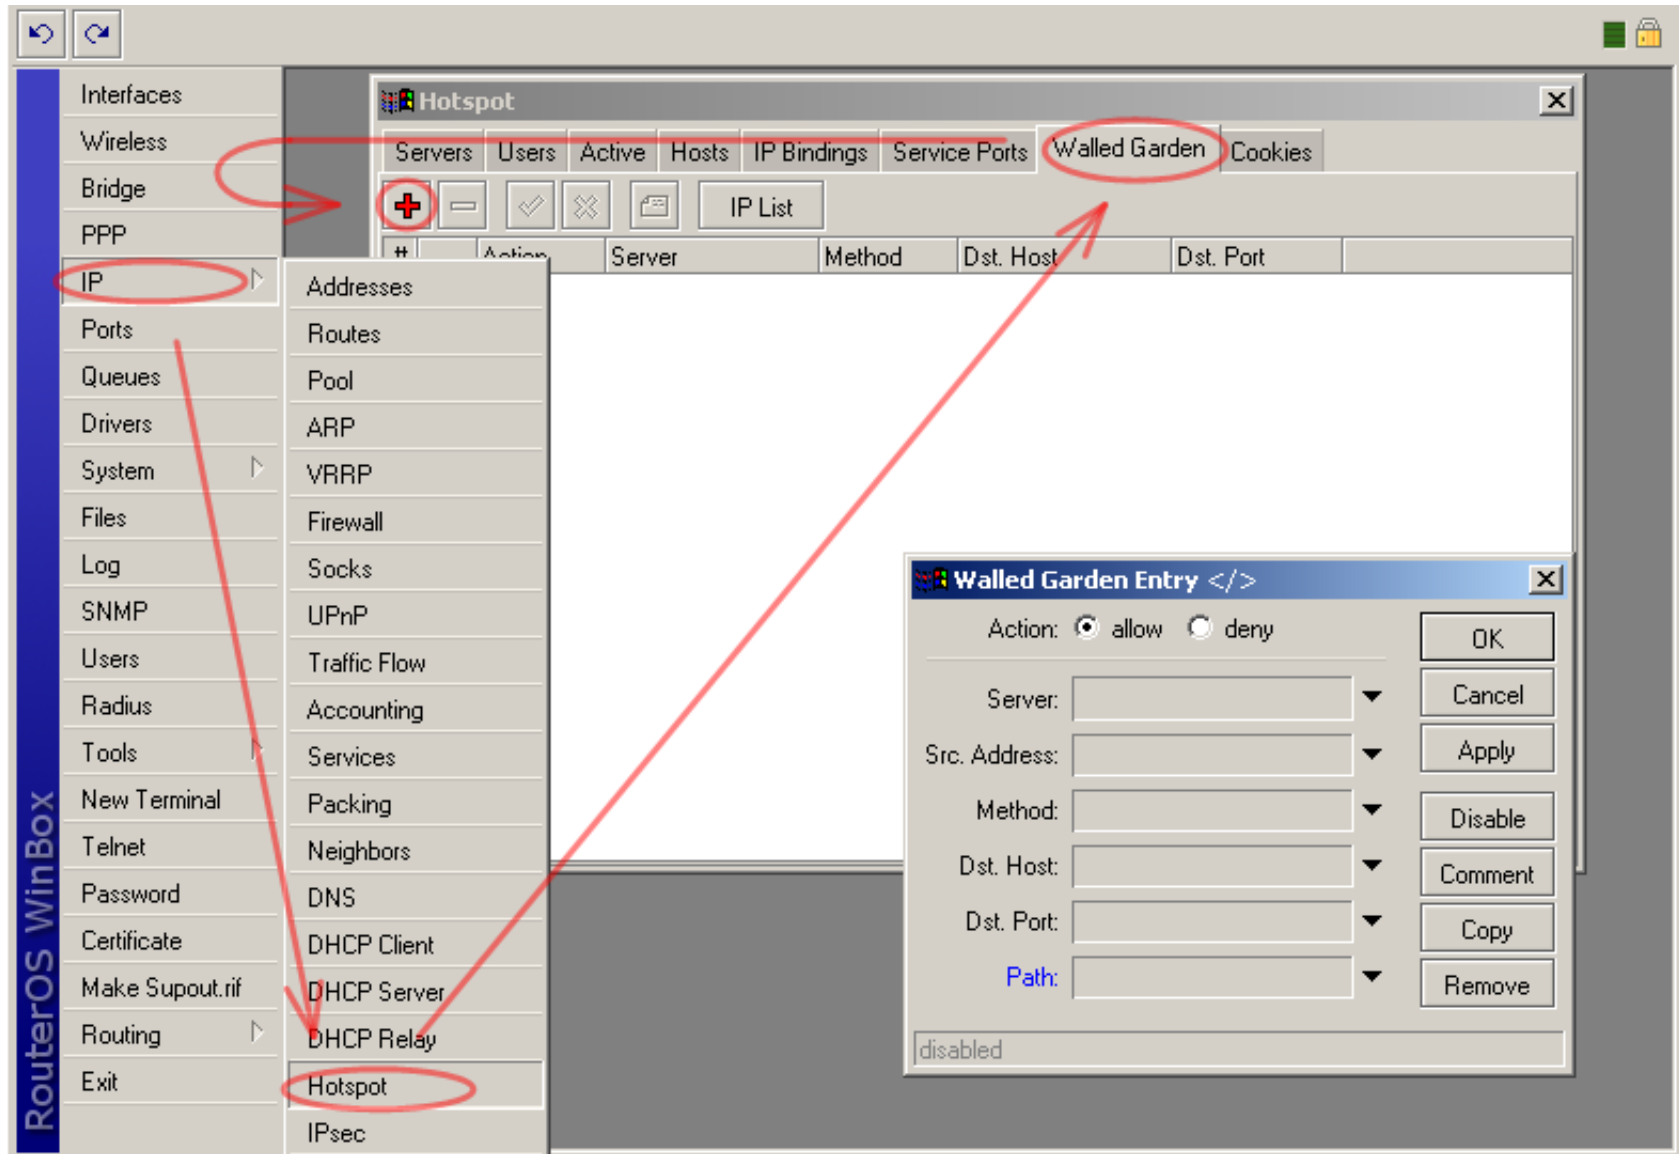 Interfaces
Wireless
Bridge
PPP
IP
Ports
Queues
Drivers
System
Files
Log
SNMP
Users
Radius
Tools
New Terminal
Telnet
Password
Certificate
Make Supout.rif
Routing
Exit
RouterOS WinBox
Addresses
Routes
Pool
ARP
VRRP
Firewall
Socks
UPnP
Traffic Flow
Accounting
Services
Packing
Neighbors
DNS
DHCP Client
DHCP Server
DHCP Relay
Hotspot
IPsec
Hotspot
Servers Users Active Hosts IP Bindings Service Ports Walled Garden Cookies
IP List
# Action Server Method Dst. Host Dst. Port
Walled Garden Entry </>
Action: allow deny
Server:
Src. Address:
Method:
Dst. Host:
Dst. Port:
Path:
OK
Cancel
Apply
Disable
Comment
Copy
Remove
disabled